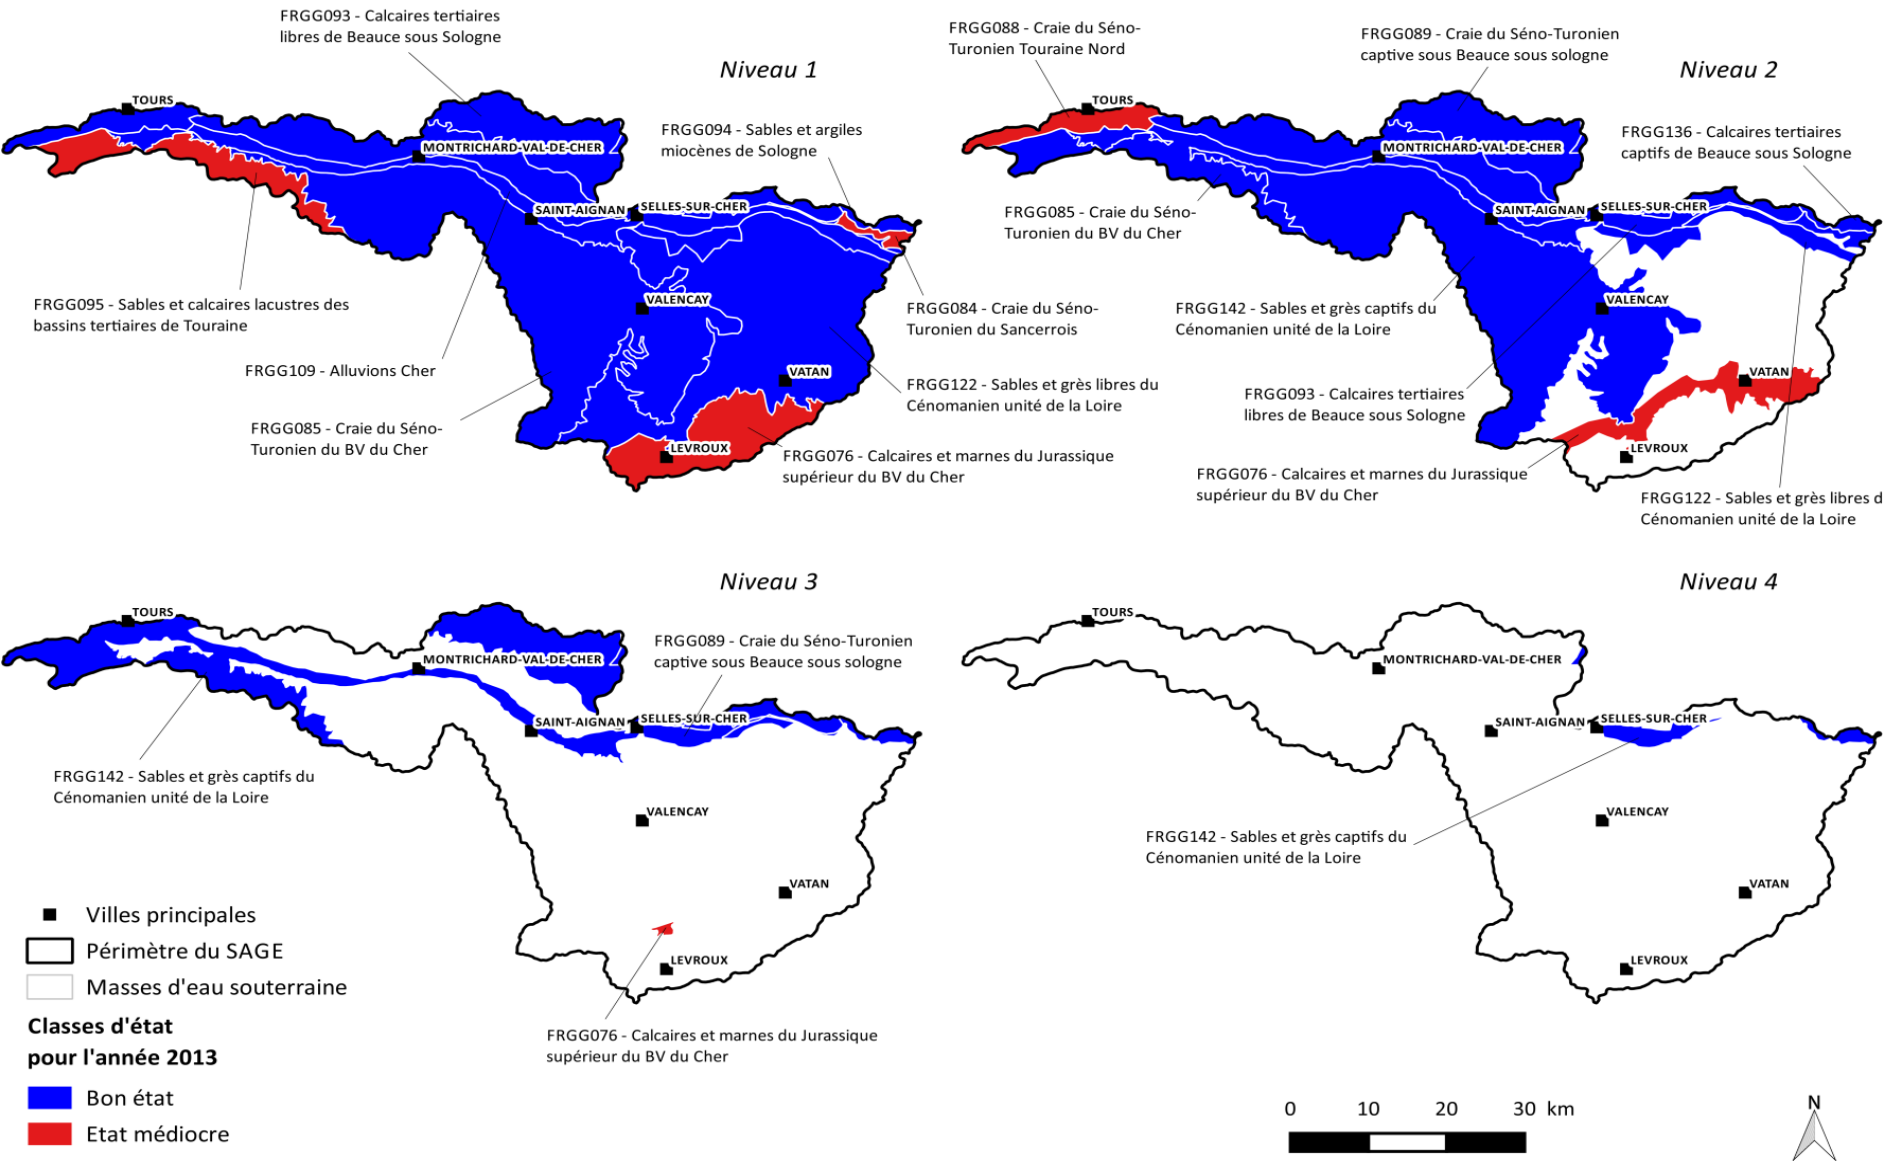 FRGG093 - Calcaires tertiaires
libres de Beauce sous Sologne
Niveau 1
TOURS
MONTRICHARD-VAL-DE-CHER
FRGG094 - Sables et argiles
miocènes de Sologne
SAINT-AIGNAN
SELLES-SUR-CHER
FRGG095 - Sables et calcaires lacustres des
bassins tertiaires de Touraine
VALENCAY
FRGG084 - Craie du Séno-
Turonien du Sancerrois
FRGG109 - Alluvions Cher
VATAN
FRGG122 - Sables et grès libres du
Cénomanien unité de la Loire
FRGG085 - Craie du Séno-
Turonien du BV du Cher
LEVROUX
FRGG076 - Calcaires et marnes du Jurassique
supérieur du BV du Cher
FRGG088 - Craie du Séno-
Turonien Touraine Nord
FRGG089 - Craie du Séno-Turonien
captive sous Beauce sous sologne
Niveau 2
TOURS
FRGG136 - Calcaires tertiaires
captifs de Beauce sous Sologne
MONTRICHARD-VAL-DE-CHER
FRGG085 - Craie du Séno-
Turonien du BV du Cher
SAINT-AIGNAN
SELLES-SUR-CHER
FRGG142 - Sables et grès captifs du
Cénomanien unité de la Loire
VALENCAY
VATAN
FRGG093 - Calcaires tertiaires
libres de Beauce sous Sologne
LEVROUX
FRGG076 - Calcaires et marnes du Jurassique
supérieur du BV du Cher
FRGG122 - Sables et grès libres d
Cénomanien unité de la Loire
Niveau 3
TOURS
FRGG089 - Craie du Séno-Turonien
captive sous Beauce sous sologne
MONTRICHARD-VAL-DE-CHER
SAINT-AIGNAN
SELLES-SUR-CHER
FRGG142 - Sables et grès captifs du
Cénomanien unité de la Loire
VALENCAY
VATAN
LEVROUX
FRGG076 - Calcaires et marnes du Jurassique
supérieur du BV du Cher
Niveau 4
TOURS
MONTRICHARD-VAL-DE-CHER
SAINT-AIGNAN
SELLES-SUR-CHER
VALENCAY
FRGG142 - Sables et grès captifs du
Cénomanien unité de la Loire
VATAN
LEVROUX
Villes principales
Périmètre du SAGE
Masses d'eau souterraine
Classes d'état
pour l'année 2013
Bon état
Etat médiocre
0 10 20 30 km
N